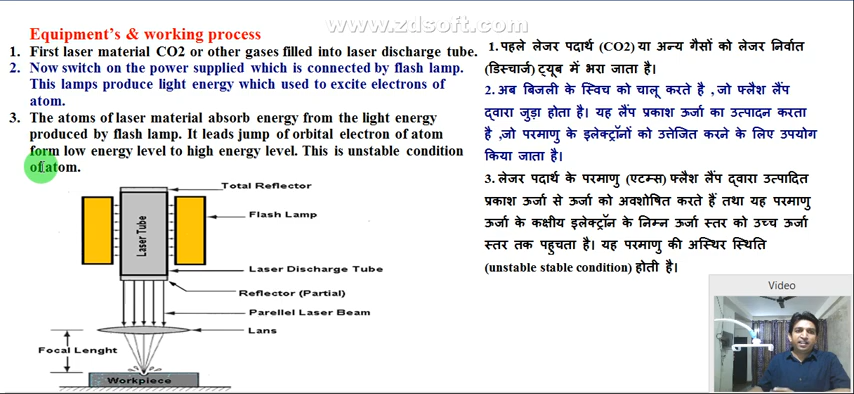 www.zdsoft.com
Equipment's & working process
1. First laser material CO2 or other gases filled into laser discharge tube.
2. Now switch on the power supplied which is connected by flash lamp.
This lamps produce light energy which used to excite electrons of
atom.
3. The atoms of laser material absorb energy from the light energy
produced by flash lamp. It leads jump of orbital electron of atom
form low energy level to high energy level. This is unstable condition
of atom.
1. पहले लेजर पदार्थ (CO2) या अन्य गैसों को लेजर निर्वात
(डिस्चार्ज) ट्यूब में भरा जाता है।
2. अब बिजली के स्विच को चालू करते है , जो फ्लैश लैंप
द्वारा जुड़ा होता है। यह लैंप प्रकाश ऊर्जा का उत्पादन करता
है ,जो परमाणु के इलेक्ट्रॉनों को उत्तेजित करने के लिए उपयोग
किया जाता है।
3. लेजर पदार्थ के परमाणु (एटम्स) फ्लैश लैंप द्वारा उत्पादित
प्रकाश ऊर्जा से ऊर्जा को अवशोषित करते हैं तथा यह परमाणु
ऊर्जा के कक्षीय इलेक्ट्रॉन के निम्न ऊर्जा स्तर को उच्च ऊर्जा
स्तर तक पहुचता है। यह परमाणु की अस्थिर स्थिति
(unstable stable condition) होती है।
Total Reflector
Flash Lamp
Laser Tube
Laser Discharge Tube
Reflector (Partial)
Parellel Laser Beam
Lans
Focal Lenght
Workpiece
Video